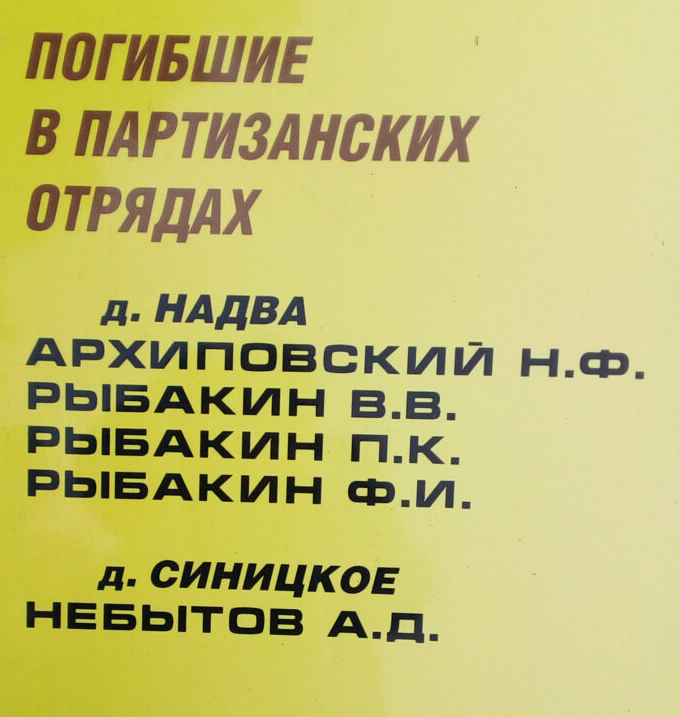 ПОГИБШИЕ
В ПАРТИЗАНСКИХ
ОТРЯДАХ
д. НАДВА
АРХИПОВСКИЙ Н.Ф.
РЫБАКИН В.В.
РЫБАКИН П.К.
РЫБАКИН Ф.И.
д. СИНИЦКОЕ
НЕБЫТОВ А.Д.